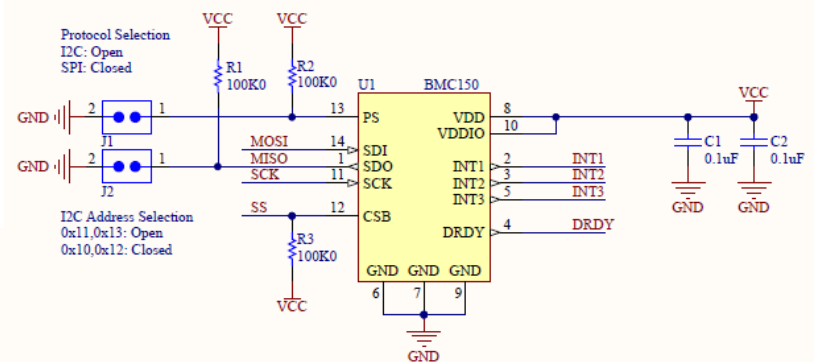 VCC
VCC
Protocol Selection
I2C: Open
SPI: Closed
R1
100K0
R2
100K0
U1
BMC150
VCC
GND
2
1
J1
13
PS
VDD
8
VDDIO
10
C1
0.1uF
C2
0.1uF
MOSI
14
SDI
GND
2
1
J2
MISO
1
SDO
INT1
2
INT1
SCK
11
SCK
INT2
3
INT2
INT3
5
INT3
GND
GND
I2C Address Selection
0x11,0x13: Open
0x10,0x12: Closed
SS
12
CSB
DRDY
4
DRDY
R3
100K0
VCC
GND
GND
GND
6
7
9
GND